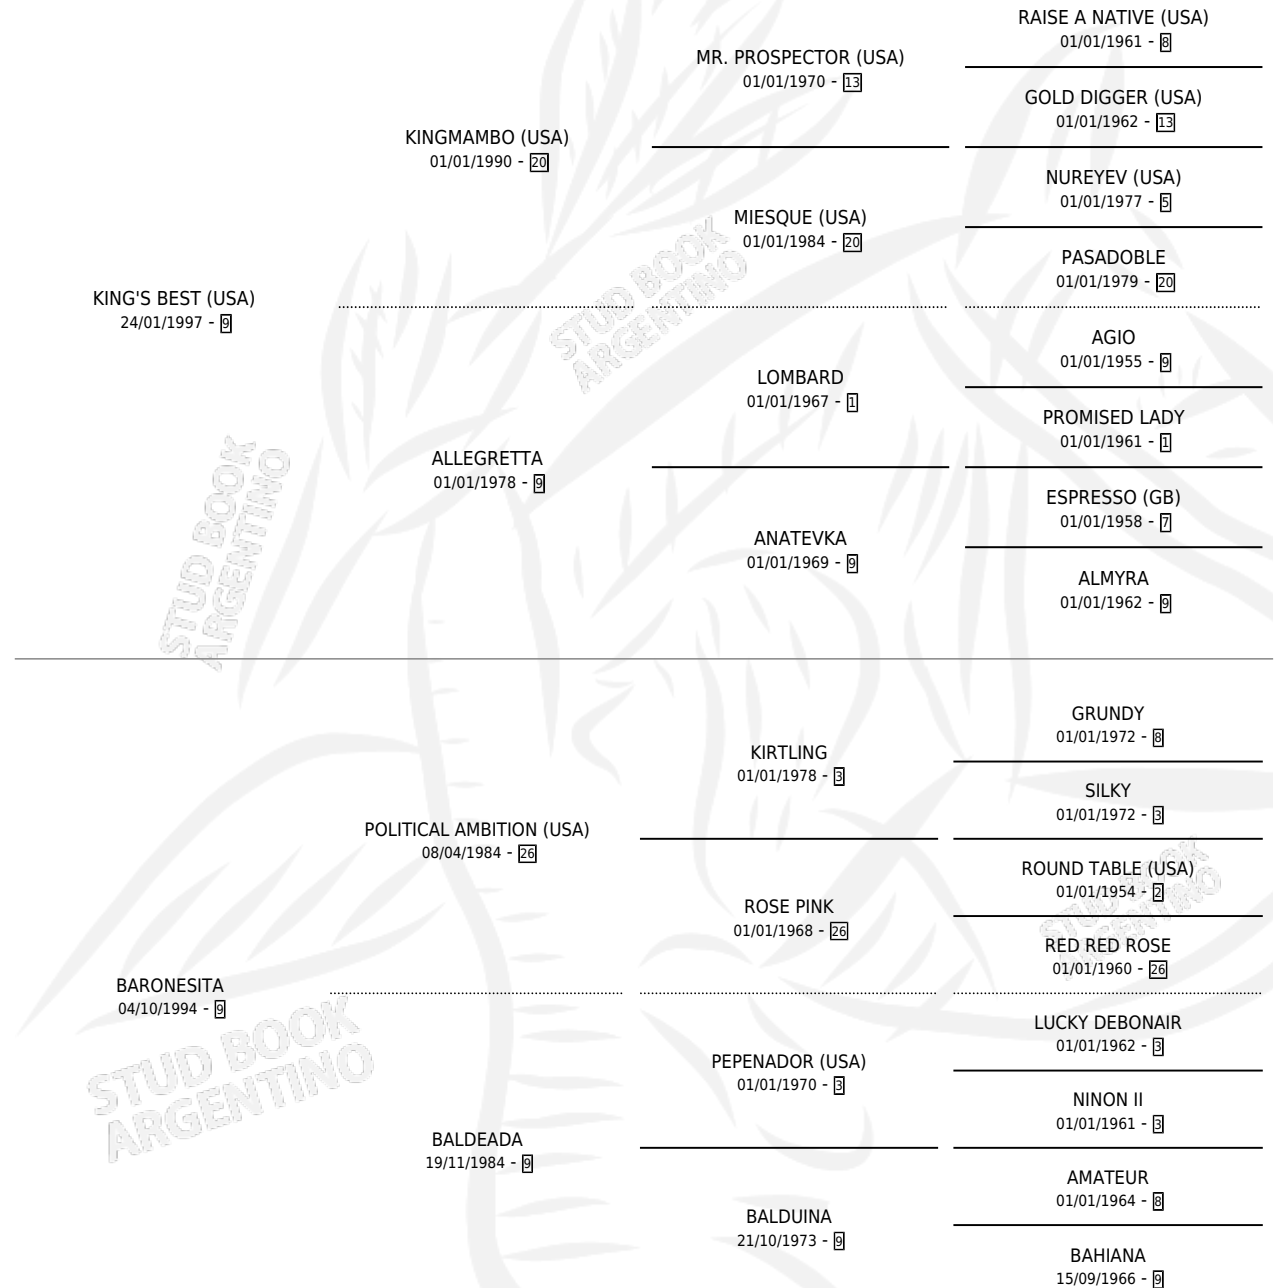 RAISE A NATIVE (USA)
01/01/1961 - 8
MR. PROSPECTOR (USA)
01/01/1970 - 13
GOLD DIGGER (USA)
01/01/1962 - 13
KINGMAMBO (USA)
01/01/1990 - 20
NUREYEV (USA)
01/01/1977 - 5
MIESQUE (USA)
01/01/1984 - 20
PASADOBLE
01/01/1979 - 20
KING'S BEST (USA)
24/01/1997 - 9
STUD BOOK
ARGENTINO
AGIO
01/01/1955 - 9
LOMBARD
01/01/1967 - 1
PROMISED LADY
01/01/1961 - 1
ALLEGRETTA
01/01/1978 - 9
ESPRESSO (GB)
01/01/1958 - 7
ANATEVKA
01/01/1969 - 9
ALMYRA
01/01/1962 - 9
STUD BOOK
ARGENTINO
GRUNDY
01/01/1972 - 8
KIRTLING
01/01/1978 - 3
SILKY
01/01/1972 - 3
POLITICAL AMBITION (USA)
08/04/1984 - 26
ROUND TABLE (USA)
01/01/1954 - 2
ROSE PINK
01/01/1968 - 26
RED RED ROSE
01/01/1960 - 26
STUD BOOK
ARGENTINO
BARONESITA
04/10/1994 - 9
LUCKY DEBONAIR
01/01/1962 - 3
PEPENADOR (USA)
01/01/1970 - 3
NINON II
01/01/1961 - 3
STUD BOOK
ARGENTINO
BALDEADA
19/11/1984 - 9
AMATEUR
01/01/1964 - 8
BALDUINA
21/10/1973 - 9
BAHIANA
15/09/1966 - 9